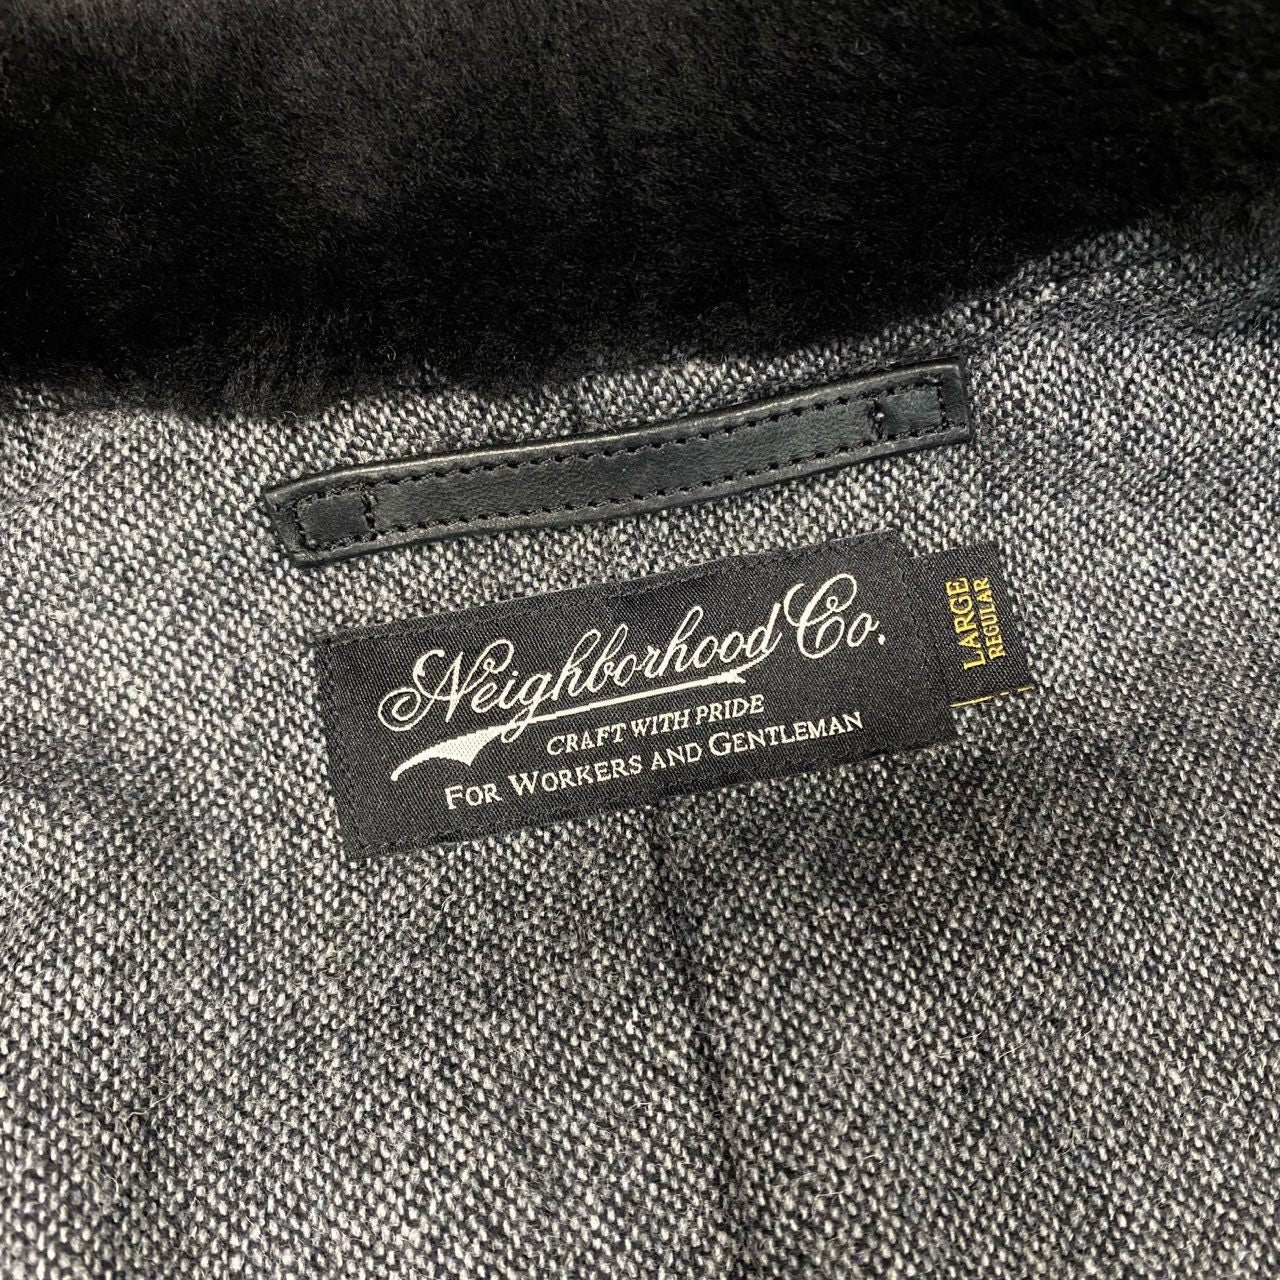 Neighborhood Co.
CRAFT WITH PRIDE
FOR WORKERS AND GENTLEMAN
LARGE
REGULAR